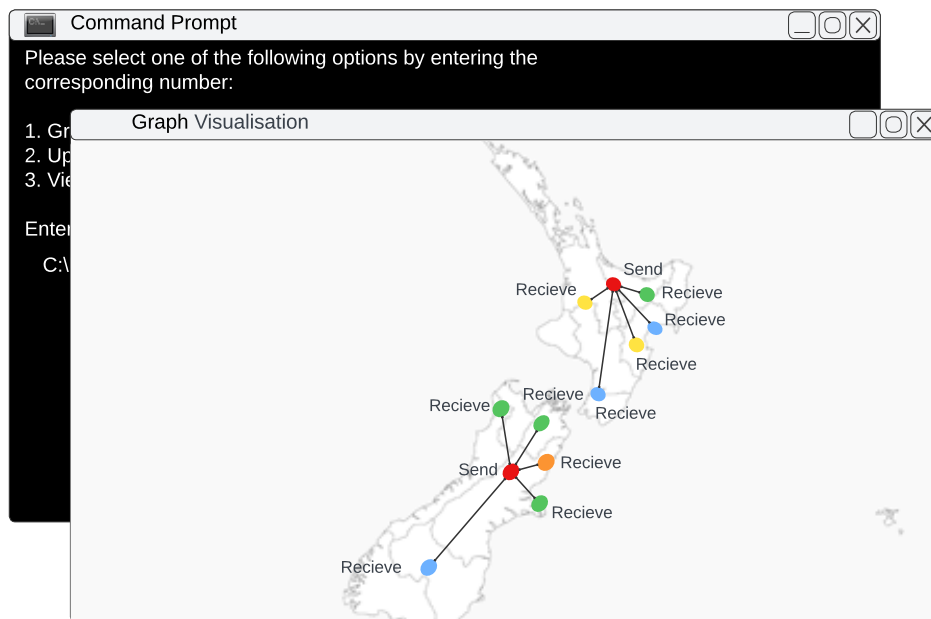 Command Prompt
Please select one of the following options by entering the
corresponding number:
1. Gr
2. Up
3. Vie
Enter
C:\
Graph Visualisation
Send
Recieve
Recieve
Recieve
Recieve
Recieve
Recieve
Recieve
Send
Recieve
Recieve
Recieve